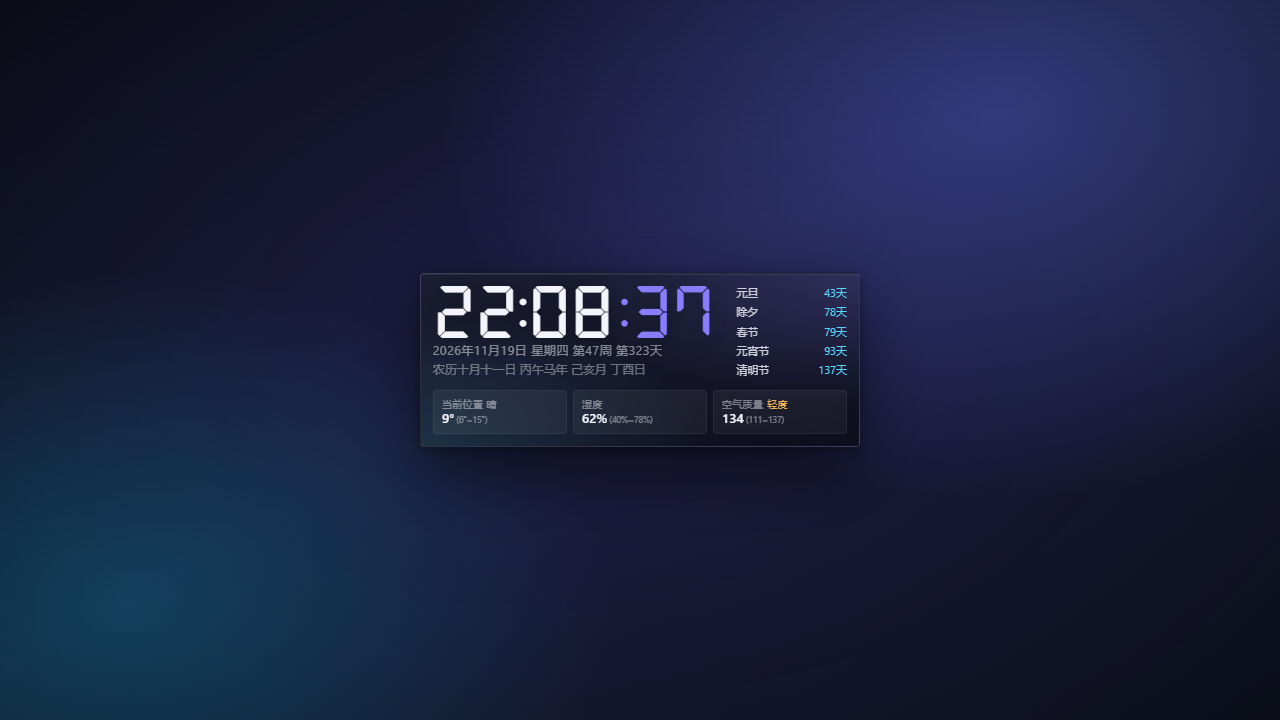 22:08:37
2026年11月19日 星期四 第47周 第323天
农历十月十一日 丙午马年 己亥月 丁酉日
元旦 43天
除夕 78天
春节 79天
元宵节 93天
清明节 137天
当前位置 晴
9° (6°~15°)
湿度
62% (40%~78%)
空气质量 轻度
134 (111~137)